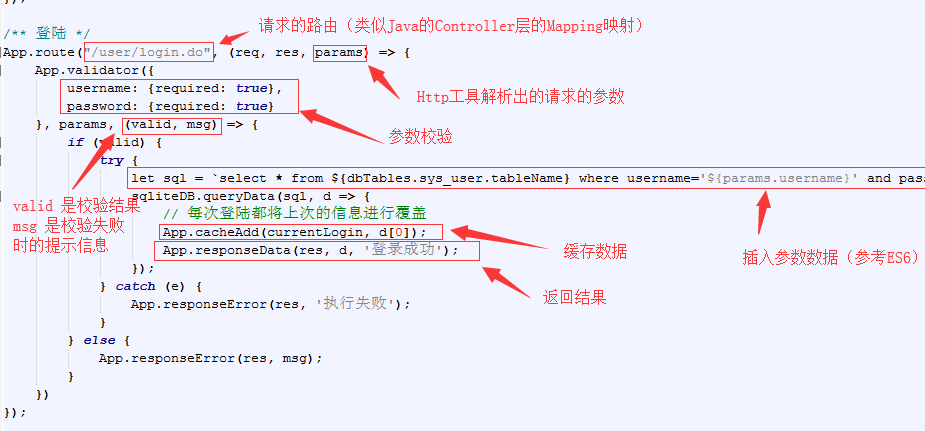 });
请求的路由（类似Java的Controller层的Mapping映射）
/** 登陆 */
App.route("/user/login.do", (req, res, params) => {
App.validator({
username: {required: true},
Http工具解析出的请求的参数
password: {required: true}
}, params, (valid, msg) => {
参数校验
if (valid) {
try {
let sql = `select * from ${dbTables.sys_user.tableName} where username='${params.username}' and pas
sqliteDB.queryData(sql, d => {
valid 是校验结果
msg 是校验失败
时的提示信息
// 每次登陆都将上次的信息进行覆盖
App.cacheAdd(currentLogin, d[0]);
缓存数据
插入参数数据（参考ES6）
App.responseData(res, d, '登录成功');
});
返回结果
} catch (e) {
App.responseError(res, '执行失败');
}
} else {
App.responseError(res, msg);
}
})
});